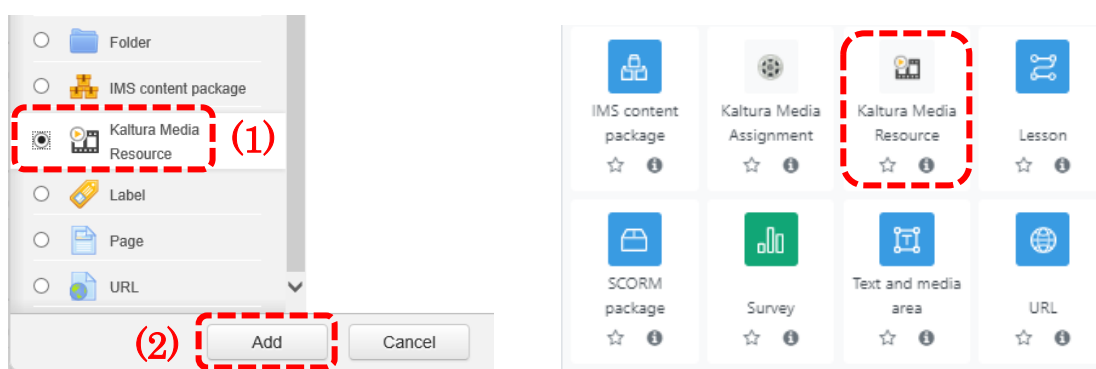 Folder
IMS content package
Kaltura Media
Resource
(1)
Label
Page
URL
(2)
Add
Cancel
IMS content
package
Kaltura Media
Assignment
Kaltura Media
Resource
Lesson
SCORM
package
Survey
Text and media
area
URL